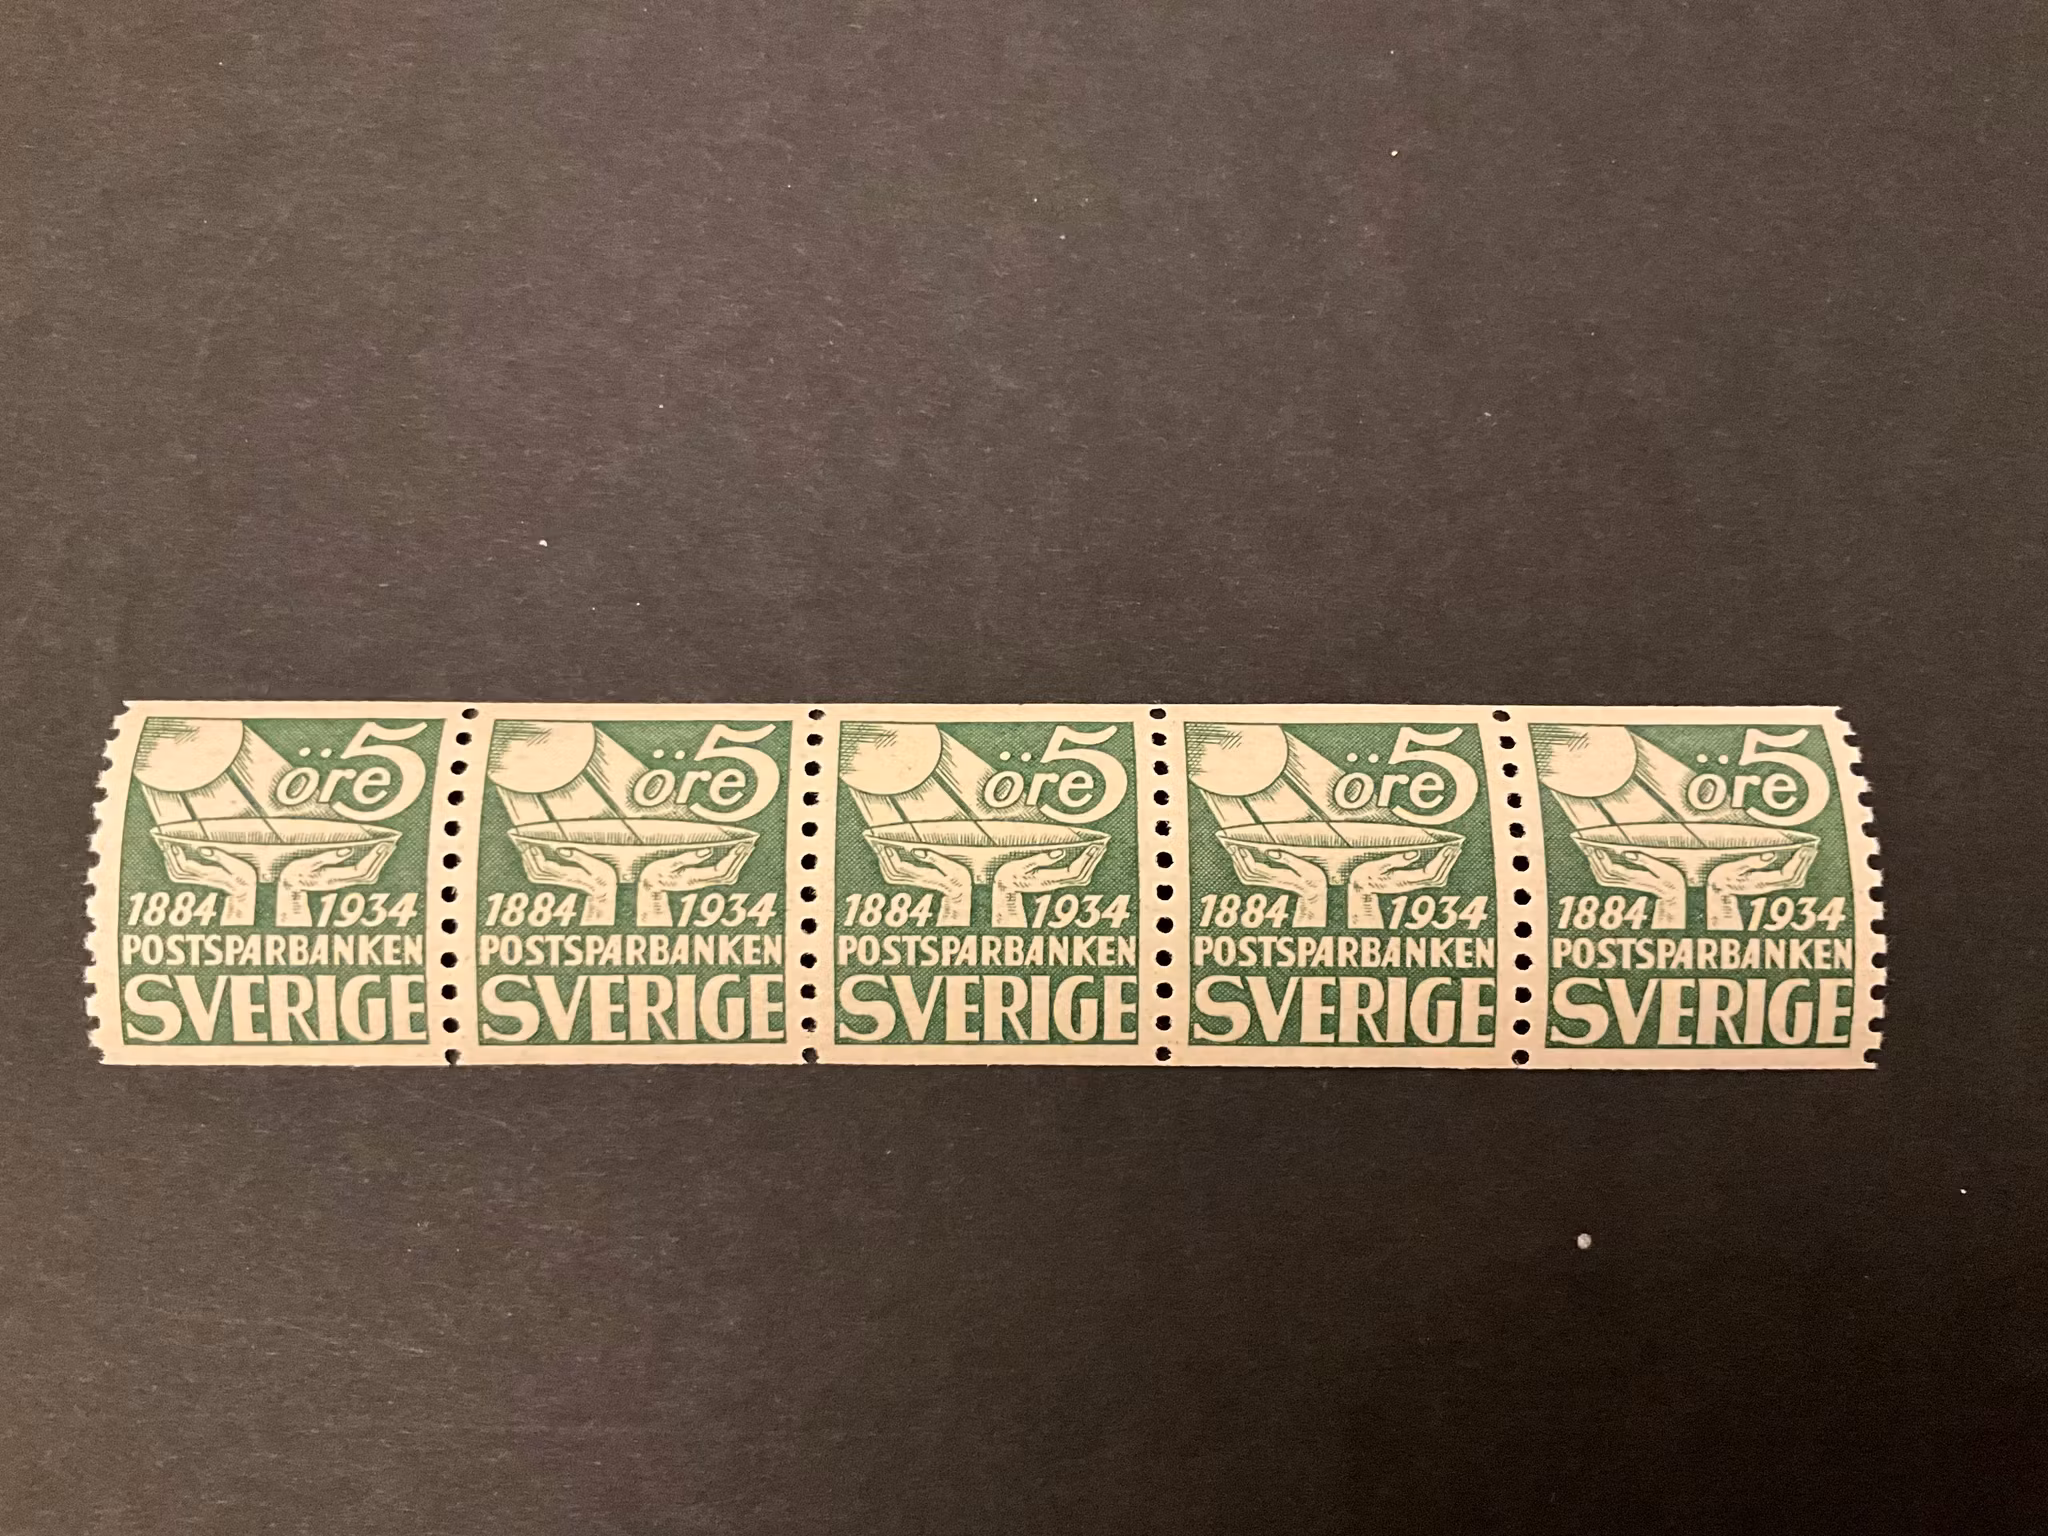 öre 5 öre 5 öre 5 öre 5 öre 5
1884 1934 1884 1934 1884 1934 1884 1934 1884 1934
POSTSPARBANKEN POSTSPARBANKEN POSTSPARBANKEN POSTSPARBANKEN POSTSPARBANKEN
SVERIGE SVERIGE SVERIGE SVERIGE SVERIGE